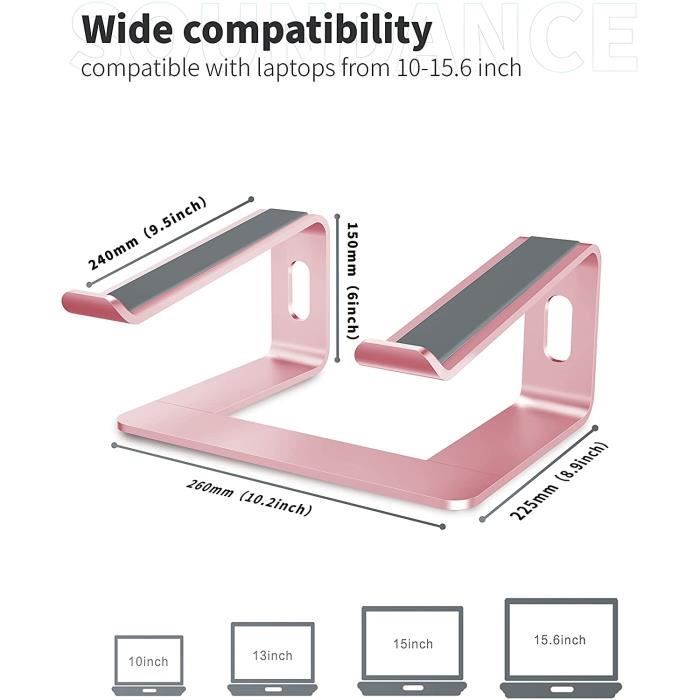 SOUNDANCE
Wide compatibility
compatible with laptops from 10-15.6 inch
240mm (9.5inch)
150mm (6inch)
260mm (10.2inch)
225mm (8.9inch)
10inch
13inch
15inch
15.6inch